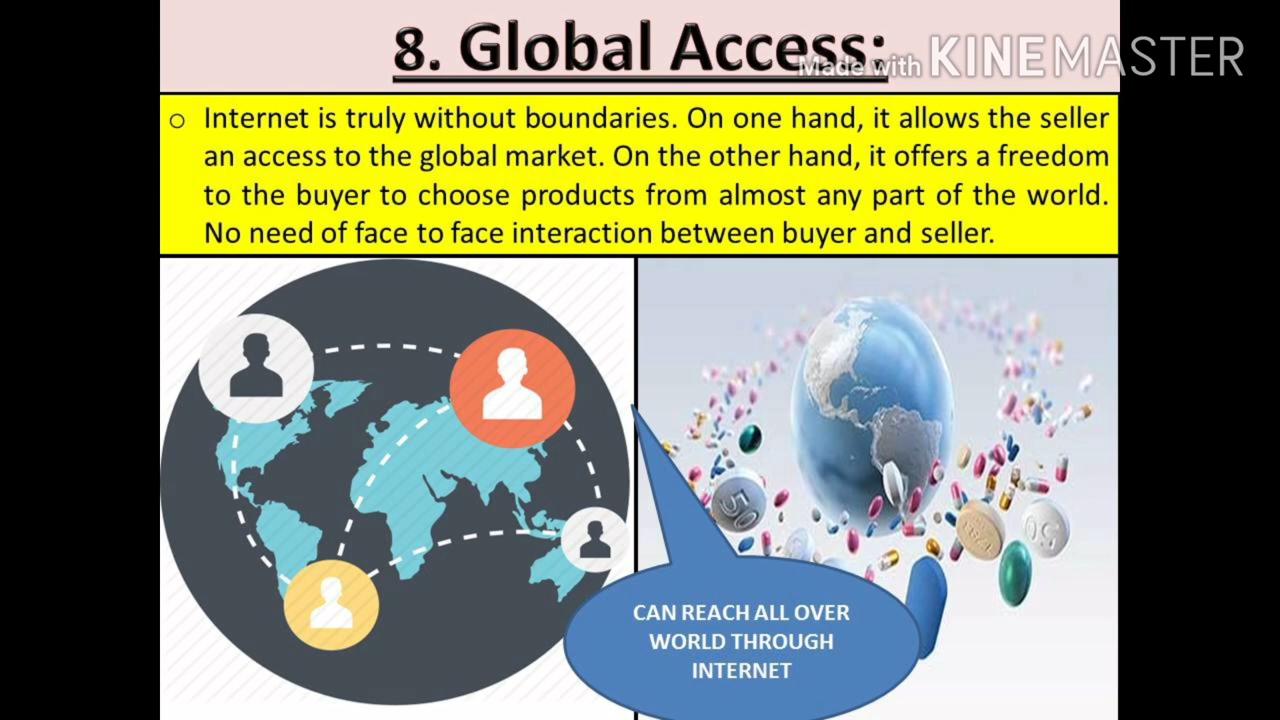 8. Global Access:
Made with KINEMASTER
○ Internet is truly without boundaries. On one hand, it allows the seller
an access to the global market. On the other hand, it offers a freedom
to the buyer to choose products from almost any part of the world.
No need of face to face interaction between buyer and seller.
50
50
CAN REACH ALL OVER
WORLD THROUGH
INTERNET